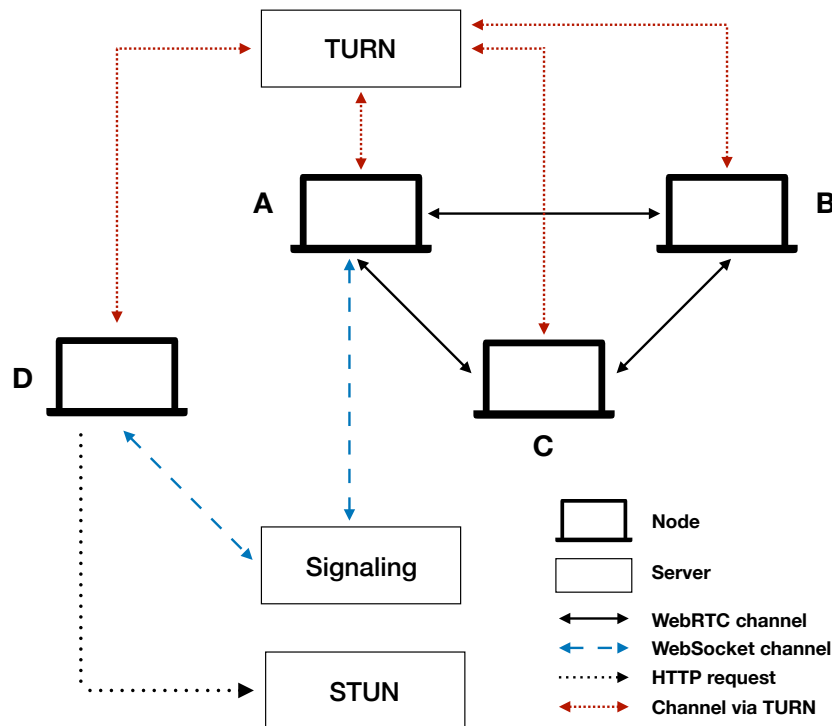 TURN
A
B
D
C
Signaling
STUN
Node
Server
WebRTC channel
WebSocket channel
HTTP request
Channel via TURN